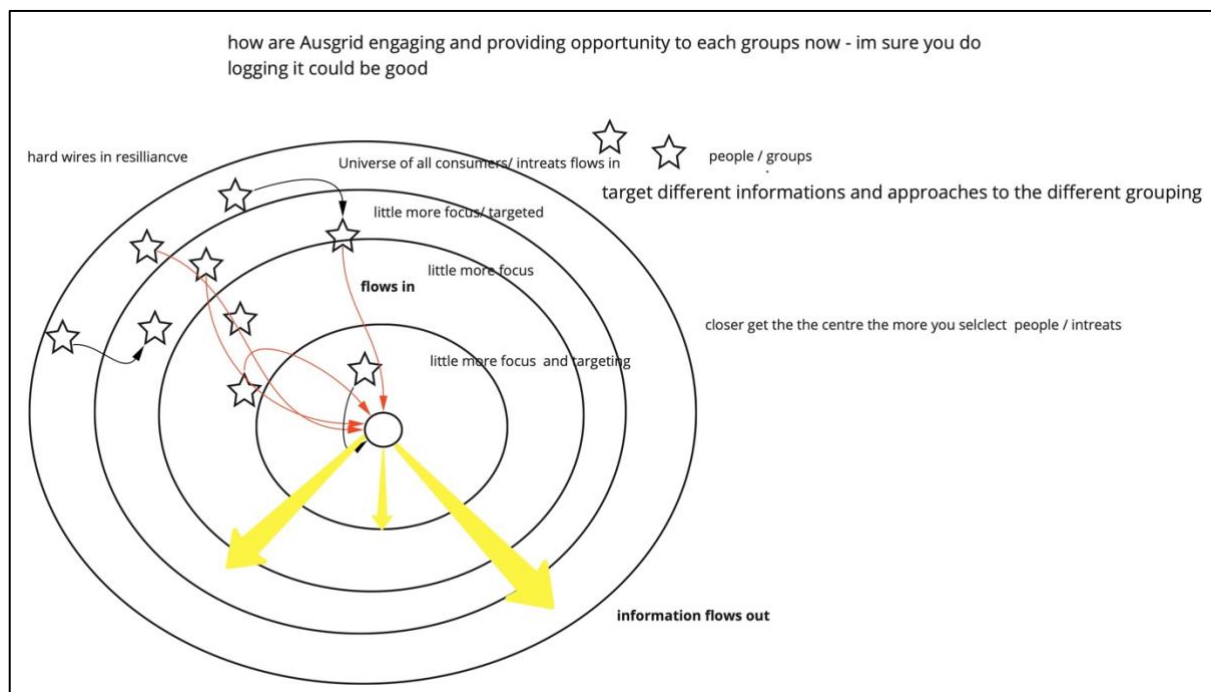 how are Ausgrid engaging and providing opportunity to each groups now - im sure you do
logging it could be good
hard wires in resilliancve
Universe of all consumers/ intreats flows in
people / groups
target different informations and approaches to the different grouping
little more focus/ targeted
little more focus
flows in
closer get the the centre the more you selclect people / intreats
little more focus and targeting
information flows out